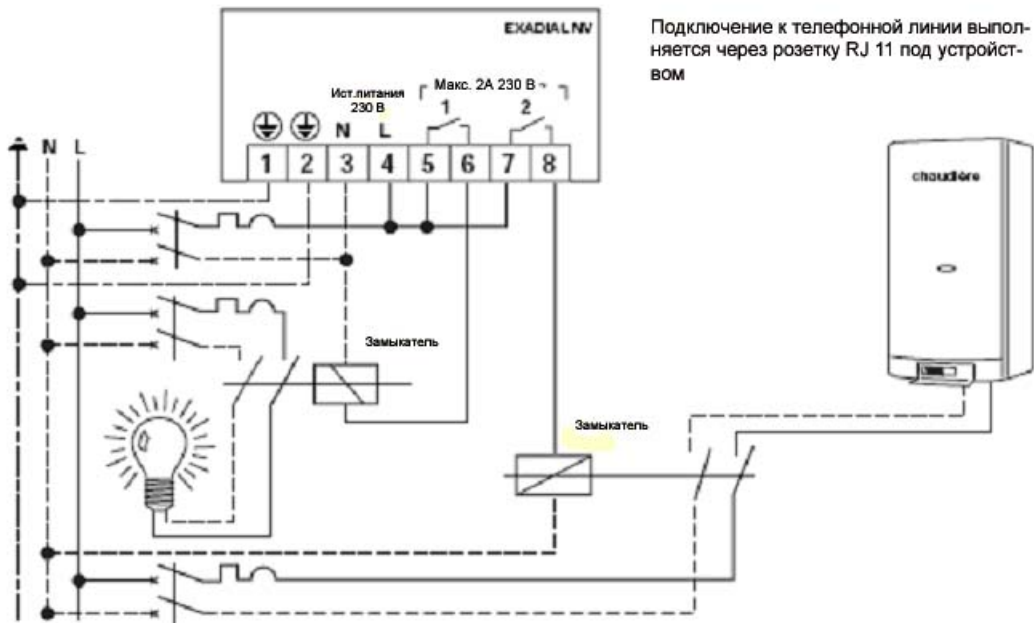 EXADIAL NV
Подключение к телефонной линии выпол-
няется через розетку RJ 11 под устройст-
вом
Ист.питания
230 В
Макс. 2А 230 В ~
1 2
N L
1 2 3 4 5 6 7 8
N L
chaudière
Замыкатель
Замыкатель